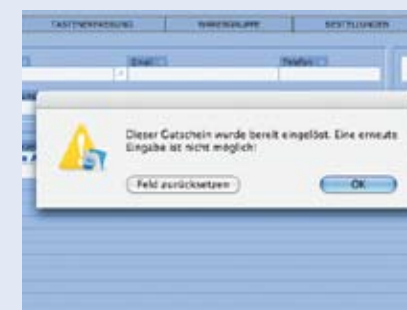 TASTENERFASSUNG WARENGRUPPE BESTELLUNGEN
Email Telefon
Dieser Gutschein wurde bereit eingelöst. Eine erneute
Eingabe ist nicht möglich!
Feld zurücksetzen OK